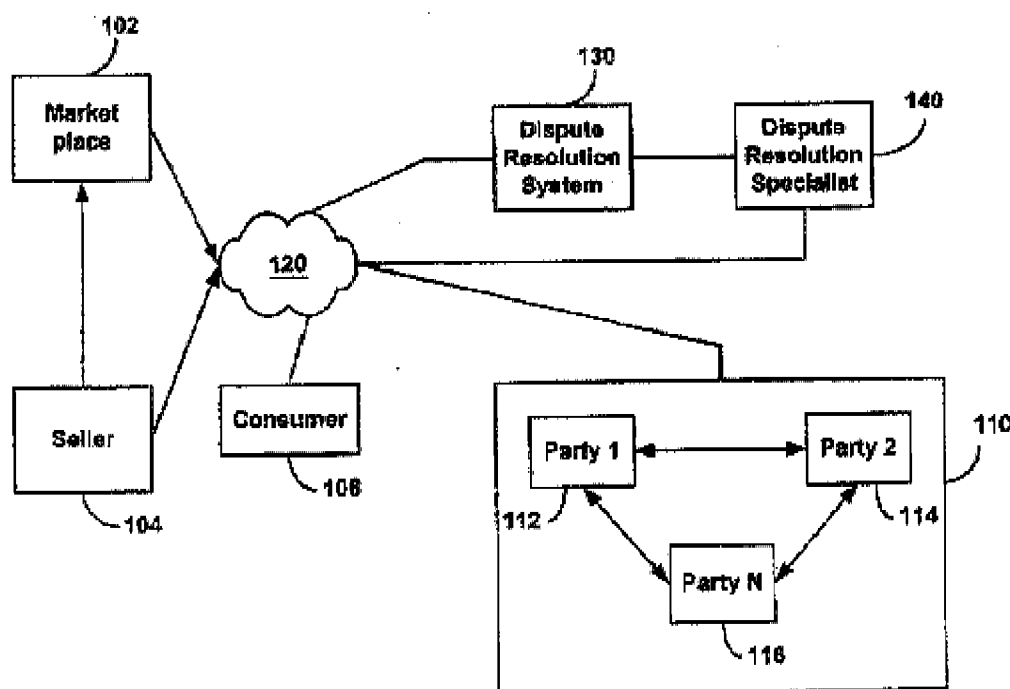 102
Market
place
130
Dispute
Resolution
System
140
Dispute
Resolution
Specialist
120
Seller
104
Consumer
106
110
Party 1
112
Party 2
114
Party N
116